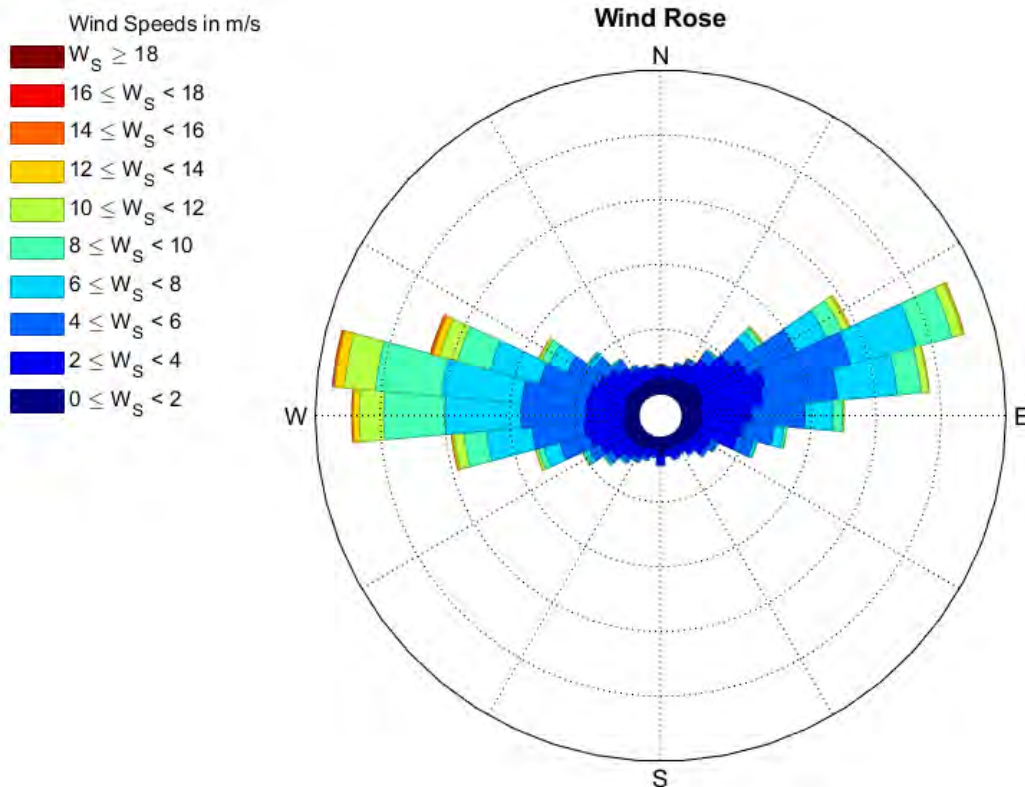 Wind Speeds in m/s
W_S ≥ 18
16 ≤ W_S < 18
14 ≤ W_S < 16
12 ≤ W_S < 14
10 ≤ W_S < 12
8 ≤ W_S < 10
6 ≤ W_S < 8
4 ≤ W_S < 6
2 ≤ W_S < 4
0 ≤ W_S < 2
Wind Rose
N
W
E
S